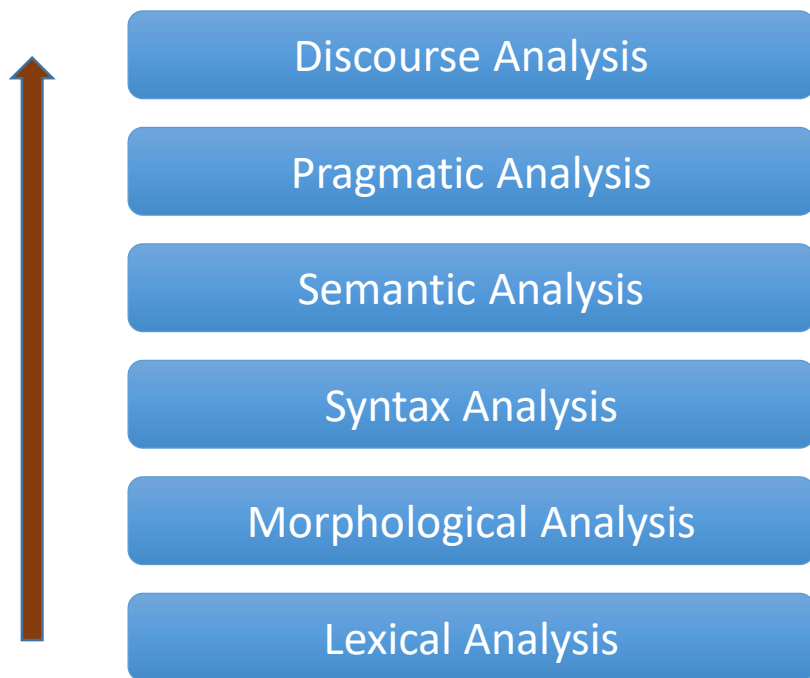 Discourse Analysis
Pragmatic Analysis
Semantic Analysis
Syntax Analysis
Morphological Analysis
Lexical Analysis